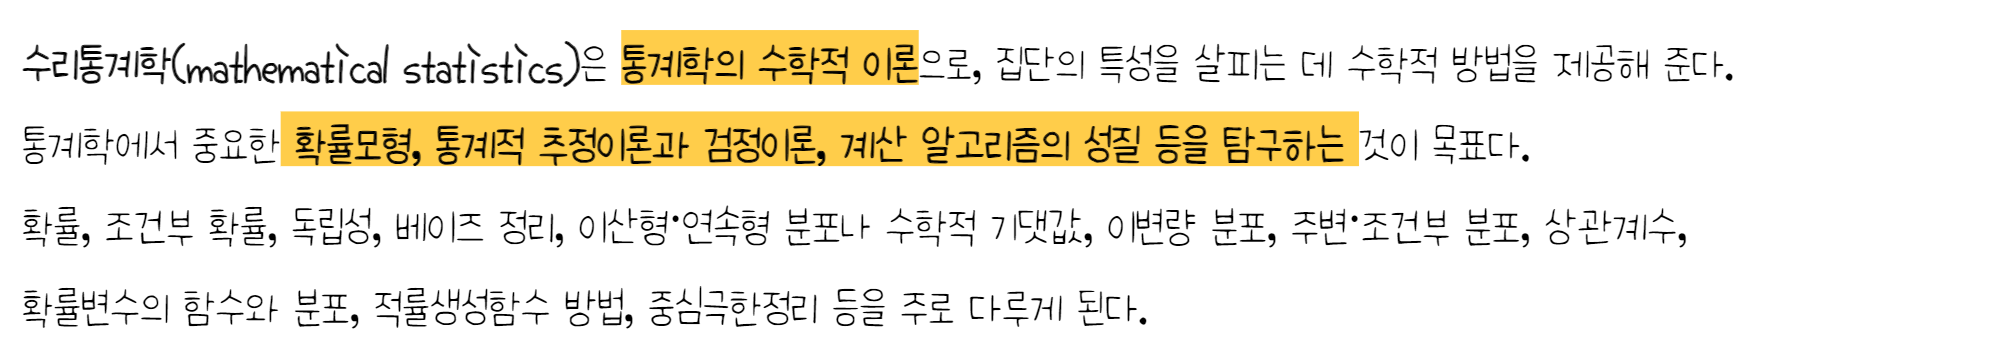 수리통계학(mathematical statistics)은 통계학의 수학적 이론으로, 집단의 특성을 살피는 데 수학적 방법을 제공해 준다.
통계학에서 중요한 확률모형, 통계적 추정이론과 검정이론, 계산 알고리즘의 성질 등을 탐구하는 것이 목표다.
확률, 조건부 확률, 독립성, 베이즈 정리, 이산형·연속형 분포나 수학적 기댓값, 이변량 분포, 주변·조건부 분포, 상관계수,
확률변수의 함수와 분포, 적률생성함수 방법, 중심극한정리 등을 주로 다루게 된다.